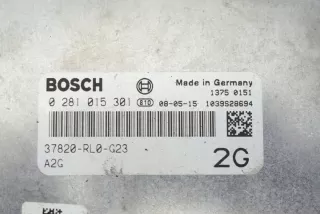 BOSCH
Made in Germany
1375 0151
0 281 015 301 E10 08-05-15 1039S28694
37820-RL0-G23
A2G
2G